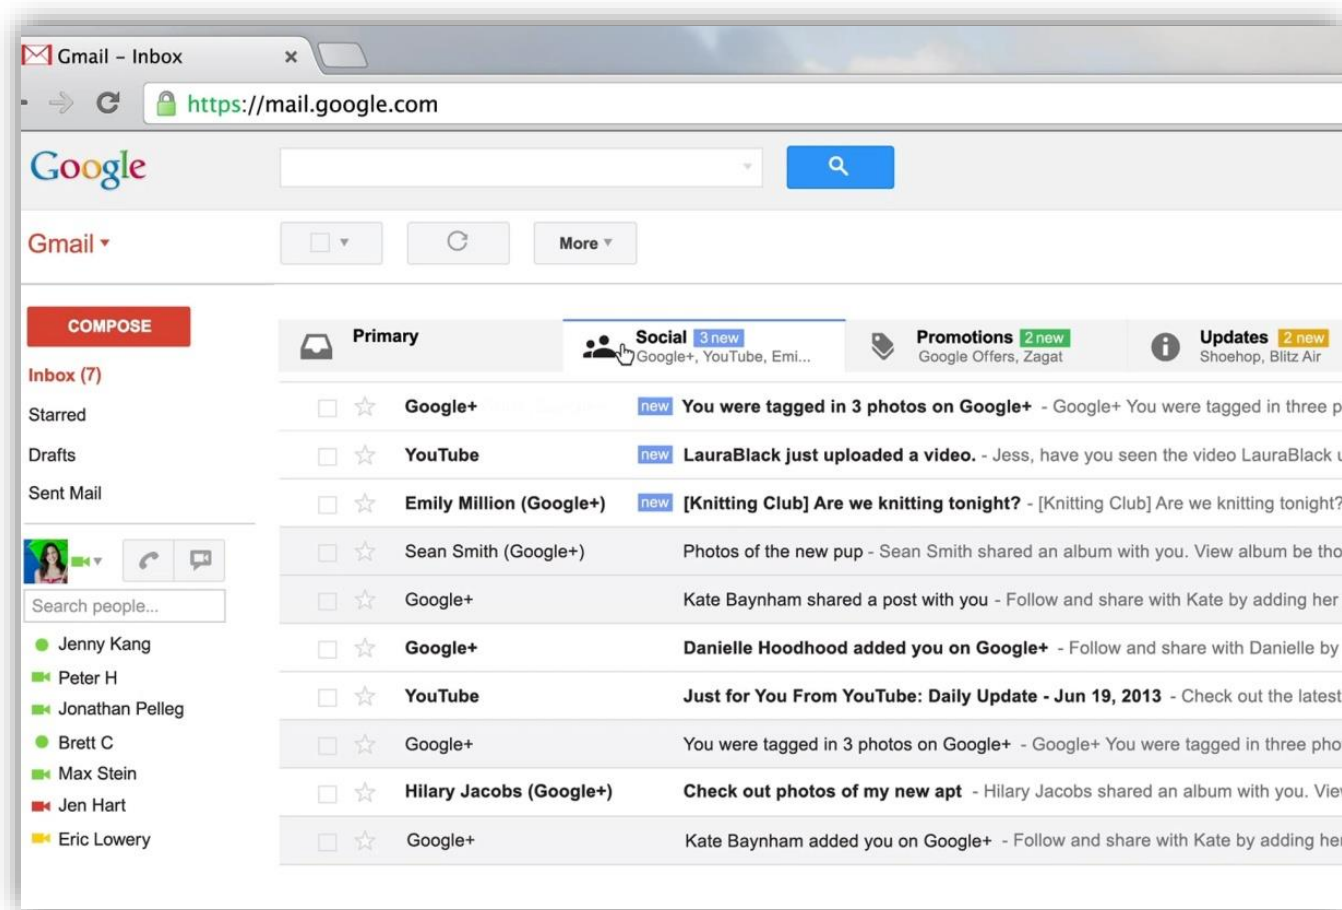 Gmail – Inbox
https://mail.google.com
Google
Gmail
More
COMPOSE
Inbox (7)
Starred
Drafts
Sent Mail
Search people...
Jenny Kang
Peter H
Jonathan Pelleg
Brett C
Max Stein
Jen Hart
Eric Lowery
Primary
Social 3 new
Google+, YouTube, Emi...
Promotions 2 new
Google Offers, Zagat
Updates 2 new
Shoehop, Blitz Air
Google+ new You were tagged in 3 photos on Google+ - Google+ You were tagged in three p
YouTube new LauraBlack just uploaded a video. - Jess, have you seen the video LauraBlack u
Emily Million (Google+) new [Knitting Club] Are we knitting tonight? - [Knitting Club] Are we knitting tonight?
Sean Smith (Google+) Photos of the new pup - Sean Smith shared an album with you. View album be tho
Google+ Kate Baynham shared a post with you - Follow and share with Kate by adding her
Google+ Danielle Hoodhood added you on Google+ - Follow and share with Danielle by
YouTube Just for You From YouTube: Daily Update - Jun 19, 2013 - Check out the latest
Google+ You were tagged in 3 photos on Google+ - Google+ You were tagged in three pho
Hilary Jacobs (Google+) Check out photos of my new apt - Hilary Jacobs shared an album with you. Vie
Google+ Kate Baynham added you on Google+ - Follow and share with Kate by adding her